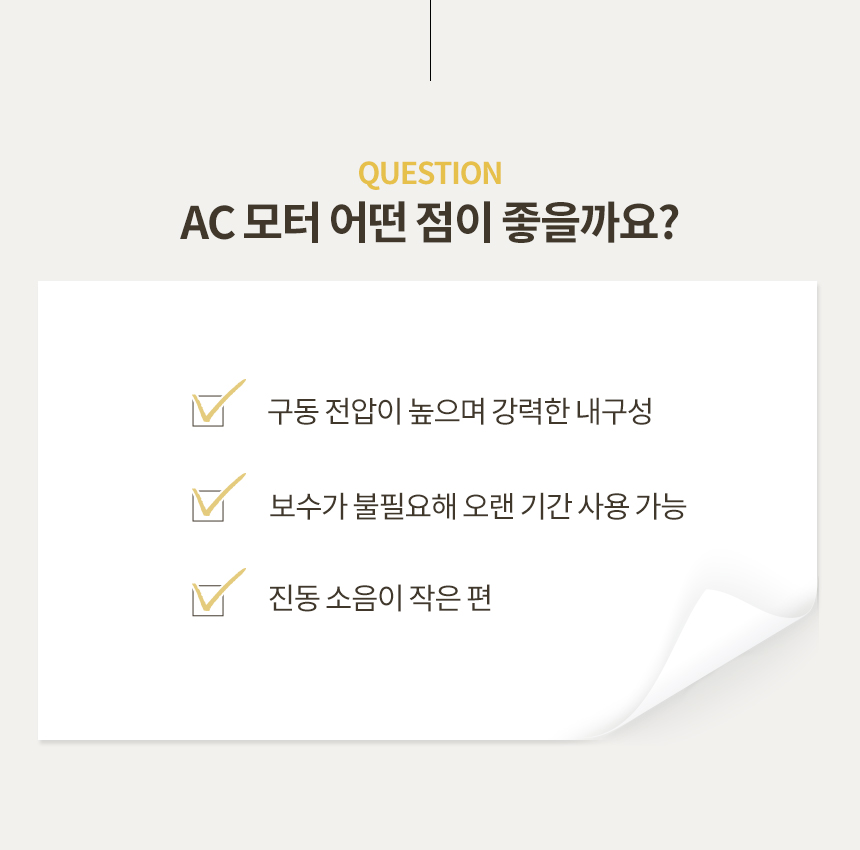 QUESTION
AC 모터 어떤 점이 좋을까요?
구동 전압이 높으며 강력한 내구성
보수가 불필요해 오랜 기간 사용 가능
진동 소음이 작은 편